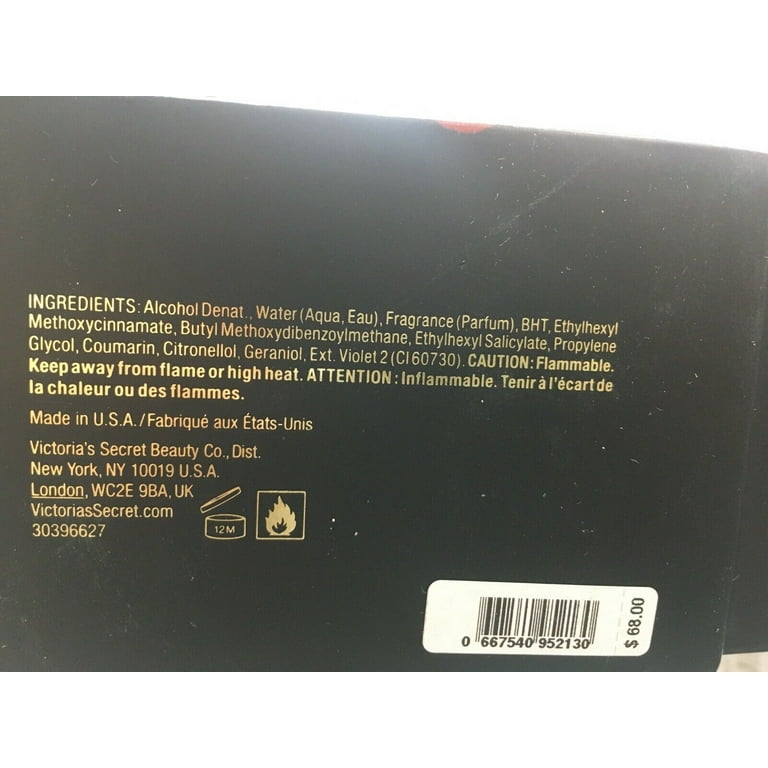 INGREDIENTS: Alcohol Denat., Water (Aqua, Eau), Fragrance (Parfum), BHT, Ethylhexyl
Methoxycinnamate, Butyl Methoxydibenzoylmethane, Ethylhexyl Salicylate, Propylene
Glycol, Coumarin, Citronellol, Geraniol, Ext. Violet 2 (CI 60730). CAUTION: Flammable.
Keep away from flame or high heat. ATTENTION: Inflammable. Tenir à l'écart de
la chaleur ou des flammes.
Made in U.S.A. / Fabriqué aux États-Unis
Victoria's Secret Beauty Co., Dist.
New York, NY 10019 U.S.A.
London, WC2E 9BA, UK
VictoriasSecret.com
30396627
12 M
0 667540 952130
$ 68.00